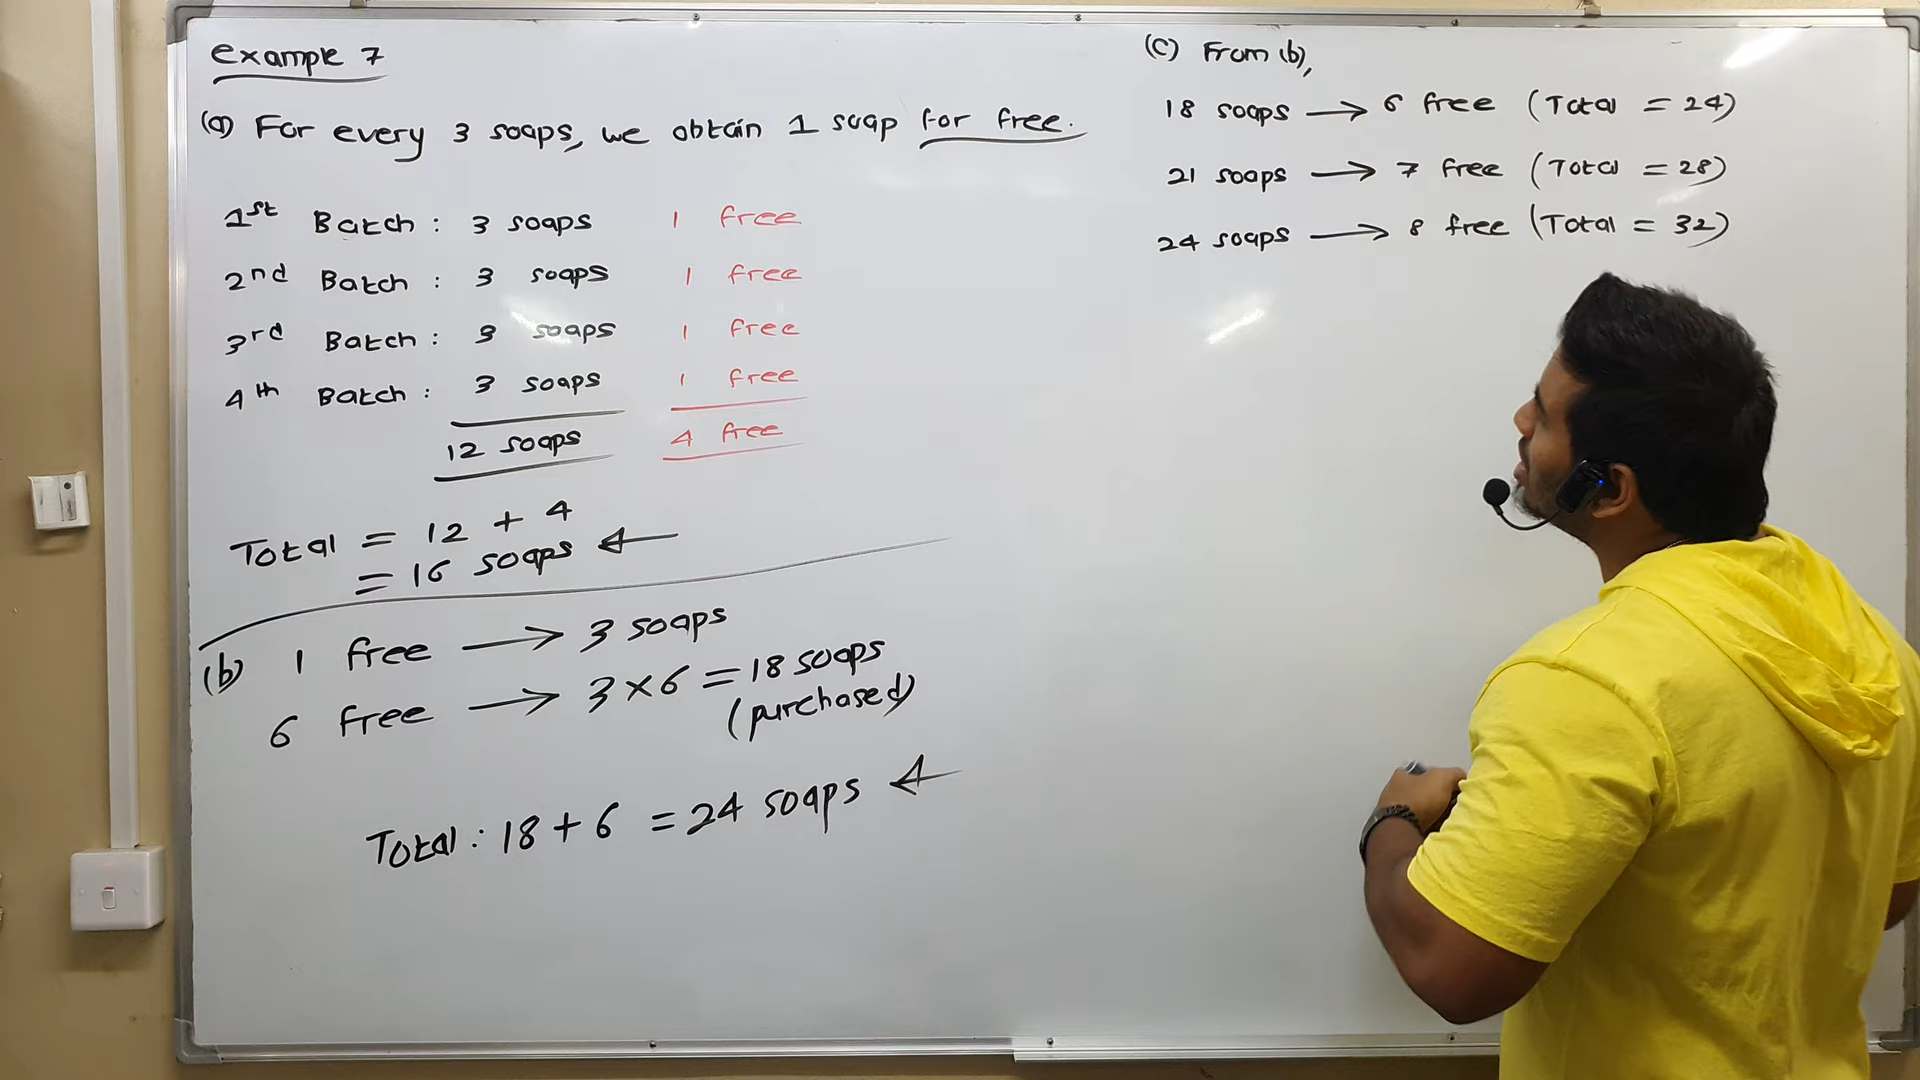 Example 7
(a) For every 3 soaps, we obtain 1 soap for free.
1st Batch : 3 soaps 1 free
2nd Batch : 3 soaps 1 free
3rd Batch : 3 soaps 1 free
4th Batch : 3 soaps 1 free
12 soaps 4 free
Total = 12 + 4
= 16 soaps ←
(b) 1 free → 3 soaps
6 free → 3 × 6 = 18 soaps
(purchased)
Total : 18 + 6 = 24 soaps ←
(c) From (b),
18 soaps → 6 free (Total = 24)
21 soaps → 7 free (Total = 28)
24 soaps → 8 free (Total = 32)